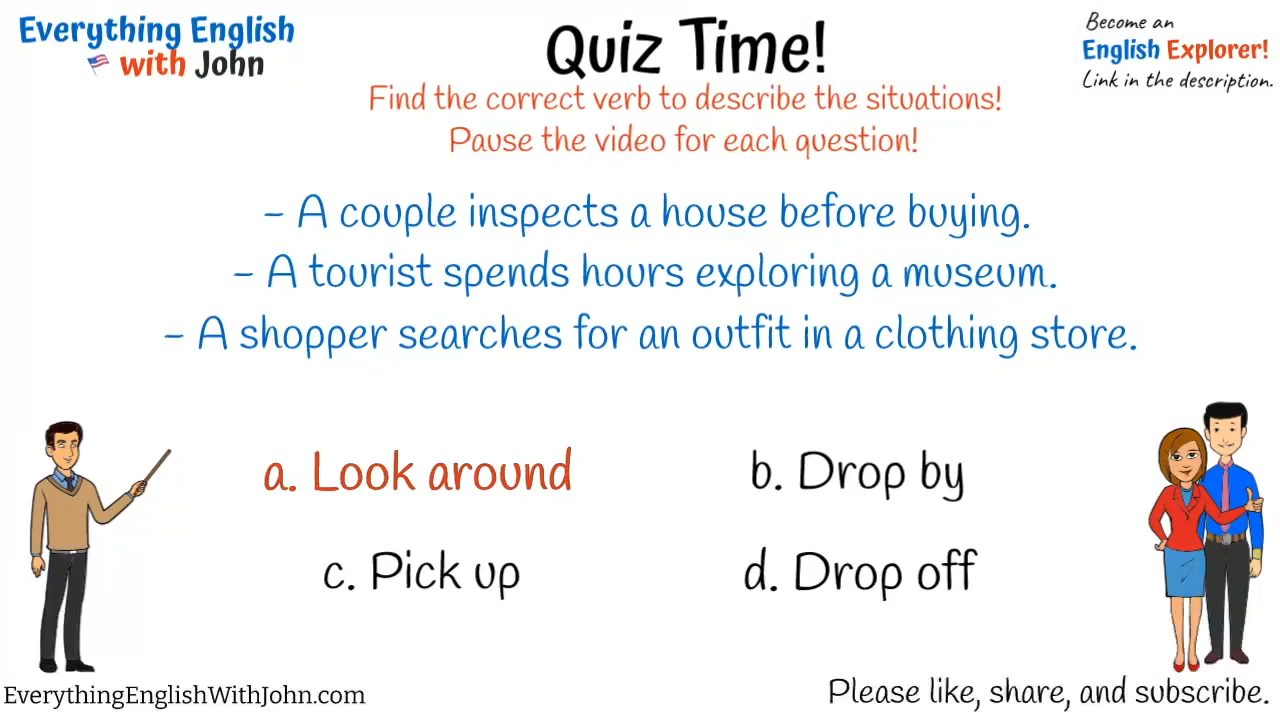 Everything English
with John
Quiz Time!
Become an
English Explorer!
Link in the description.
Find the correct verb to describe the situations!
Pause the video for each question!
- A couple inspects a house before buying.
- A tourist spends hours exploring a museum.
- A shopper searches for an outfit in a clothing store.
a. Look around
b. Drop by
c. Pick up
d. Drop off
EverythingEnglishWithJohn.com
Please like, share, and subscribe.